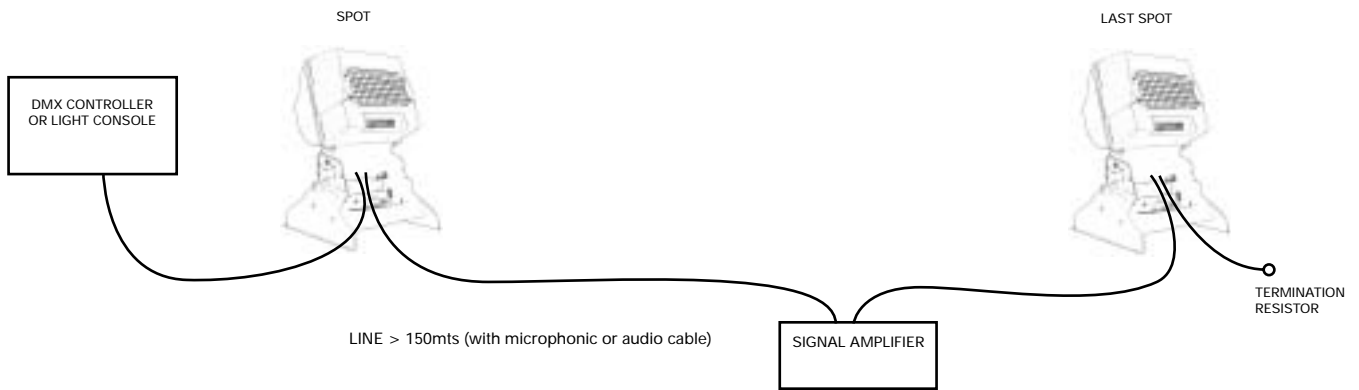 SPOT
LAST SPOT
DMX CONTROLLER
OR LIGHT CONSOLE
TERMINATION
RESISTOR
LINE > 150mts (with microphonic or audio cable)
SIGNAL AMPLIFIER